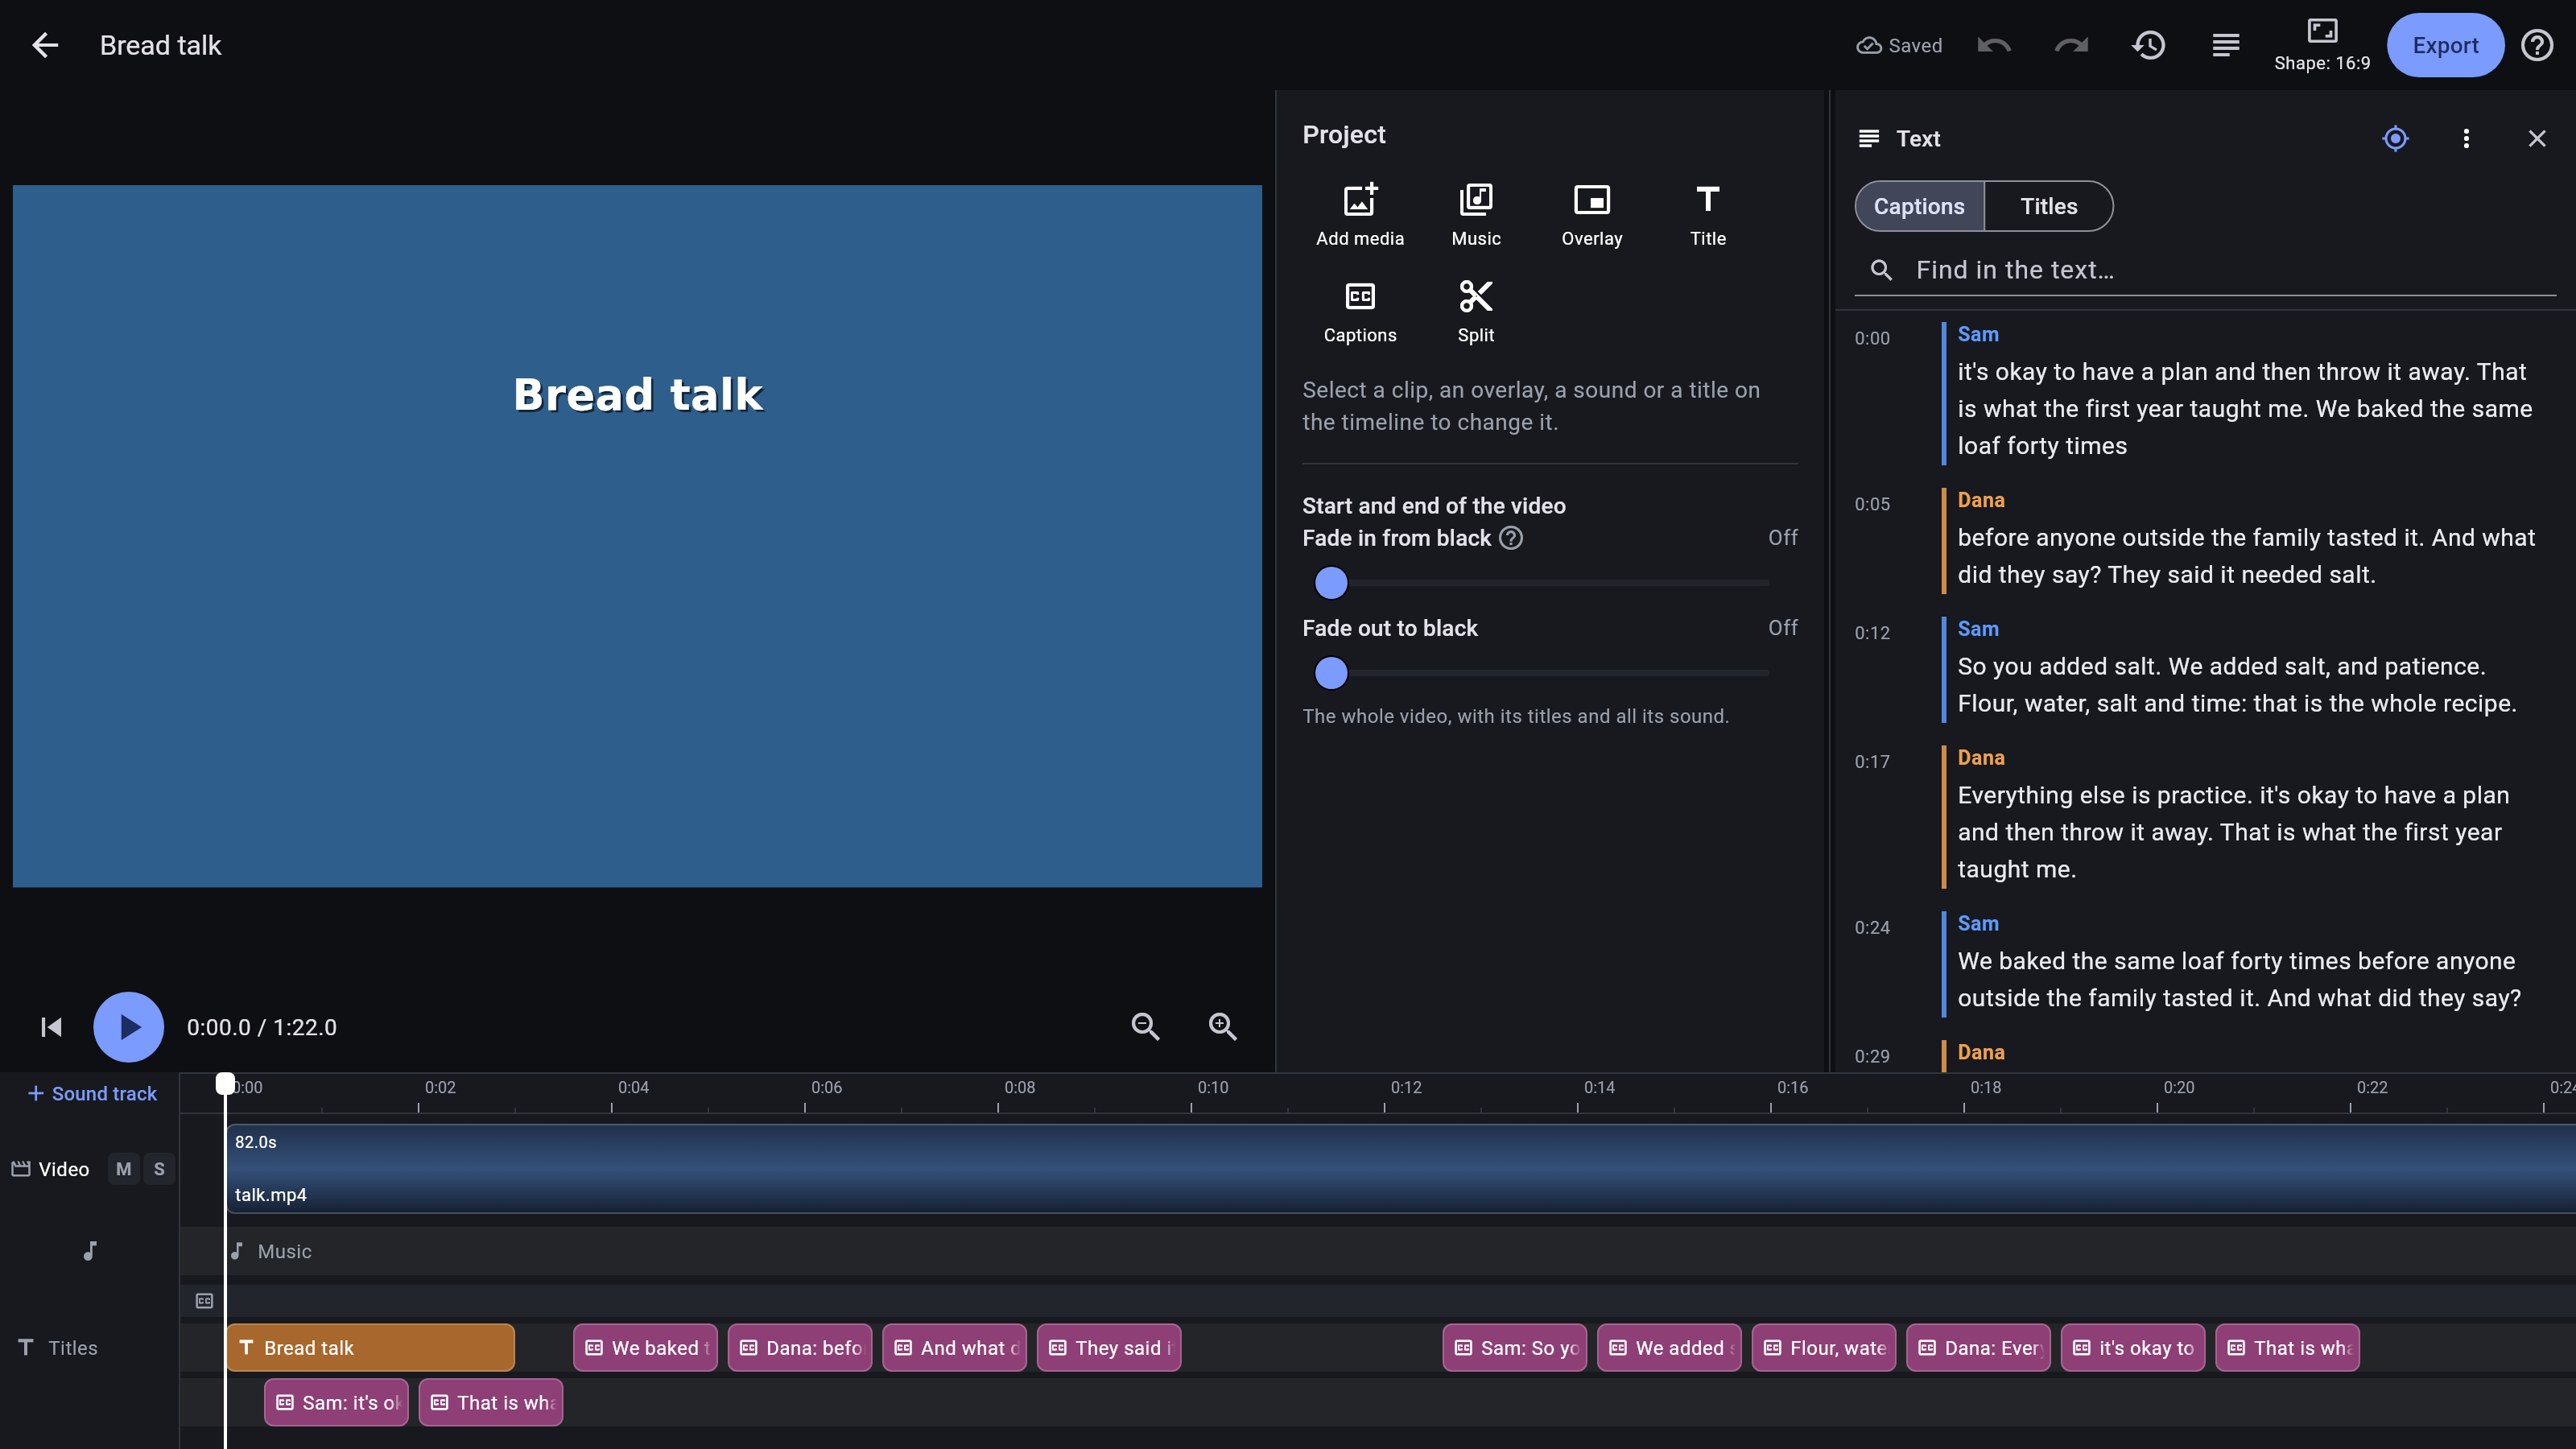 Bread talk
Saved
Shape: 16:9
Export
Bread talk
0:00.0 / 1:22.0
Project
Add media
Music
Overlay
Title
Captions
Split
Select a clip, an overlay, a sound or a title on
the timeline to change it.
Start and end of the video
Fade in from black
Off
Fade out to black
Off
The whole video, with its titles and all its sound.
Text
Captions
Titles
Find in the text…
0:00
Sam
it's okay to have a plan and then throw it away. That
is what the first year taught me. We baked the same
loaf forty times
0:05
Dana
before anyone outside the family tasted it. And what
did they say? They said it needed salt.
0:12
Sam
So you added salt. We added salt, and patience.
Flour, water, salt and time: that is the whole recipe.
0:17
Dana
Everything else is practice. it's okay to have a plan
and then throw it away. That is what the first year
taught me.
0:24
Sam
We baked the same loaf forty times before anyone
outside the family tasted it. And what did they say?
0:29
Dana
+ Sound track
0:00 0:02 0:04 0:06 0:08 0:10 0:12 0:14 0:16 0:18 0:20 0:22
Video M S
82.0s
talk.mp4
Music
CC
Titles
T Bread talk
We baked
Dana: befo
And what
They said
Sam: So yo
We added
Flour, wate
Dana: Ever
it's okay to
That is wh
Sam: it's o
That is wh